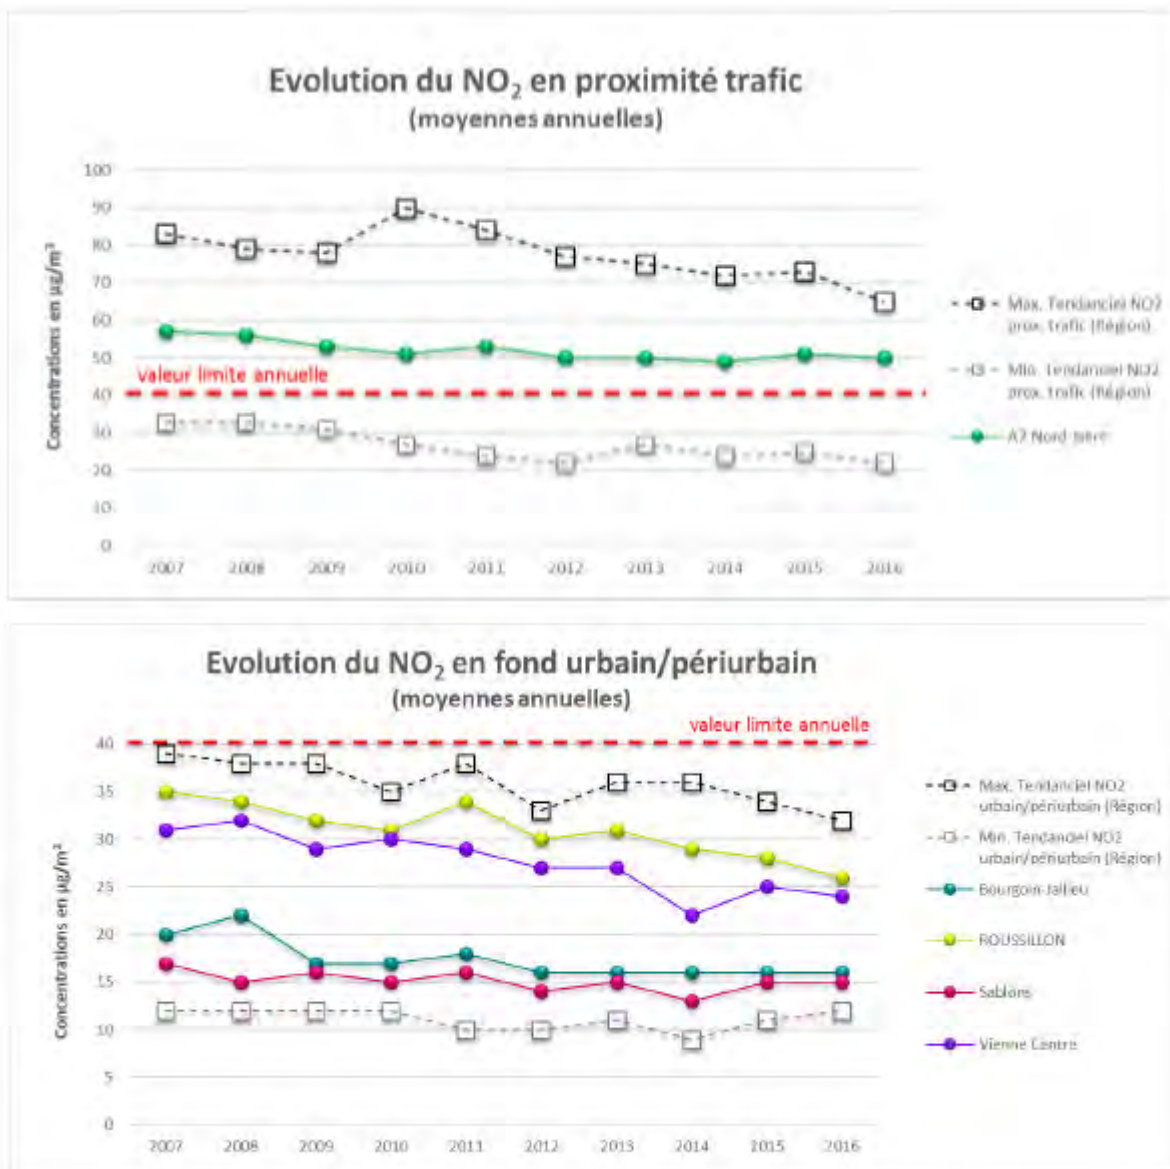 Evolution du NO₂ en proximité trafic
(moyennes annuelles)
Concentrations en µg/m³
100
90
80
70
60
50
40
30
20
10
0
valeur limite annuelle
2007 2008 2009 2010 2011 2012 2013 2014 2015 2016
Max. Tendanciel NO2
prox. trafic (Région)
Min. Tendanciel NO2
prox. trafic (Région)
A7 Nord Isère
Evolution du NO₂ en fond urbain/périurbain
(moyennes annuelles)
valeur limite annuelle
Concentrations en µg/m³
40
35
30
25
20
15
10
5
0
2007 2008 2009 2010 2011 2012 2013 2014 2015 2016
Max. Tendanciel NO2
urbain/périurbain (Région)
Min. Tendanciel NO2
urbain/périurbain (Région)
Bourgoin-Jallieu
ROUSSILLON
Sablons
Vienne Centre